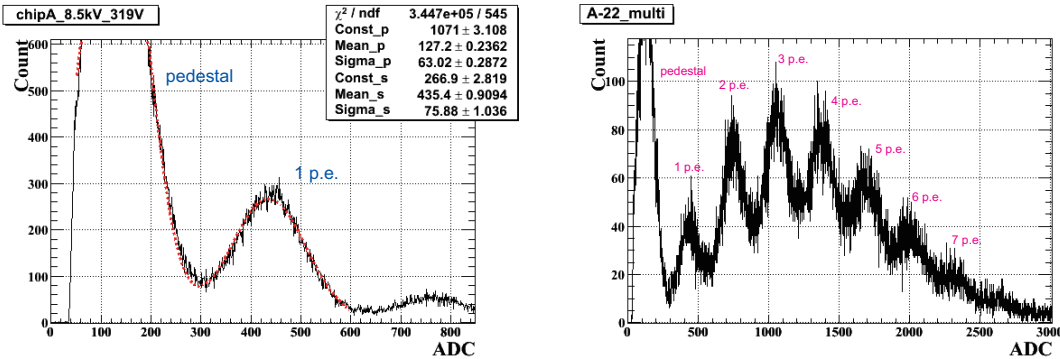 chipA_8.5kV_319V
χ² / ndf 3.447e+05 / 545
Const_p 1071 ± 3.108
Mean_p 127.2 ± 0.2362
Sigma_p 63.02 ± 0.2872
Const_s 266.9 ± 2.819
Mean_s 435.4 ± 0.9094
Sigma_s 75.88 ± 1.036
Count
600
500
400
300
200
100
0
pedestal
1 p.e.
0 100 200 300 400 500 600 700 800
ADC
A-22_multi
Count
100
80
60
40
20
0
pedestal
1 p.e.
2 p.e.
3 p.e.
4 p.e.
5 p.e.
6 p.e.
7 p.e.
0 500 1000 1500 2000 2500 3000
ADC